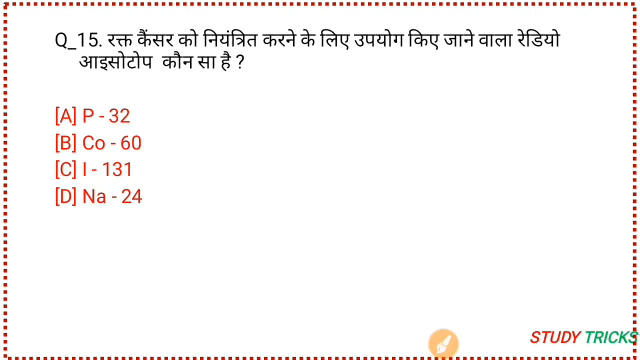 Q_15. रक्त कैंसर को नियंत्रित करने के लिए उपयोग किए जाने वाला रेडियो
आइसोटोप कौन सा है ?
[A] P - 32
[B] Co - 60
[C] I - 131
[D] Na - 24
STUDY TRICKS